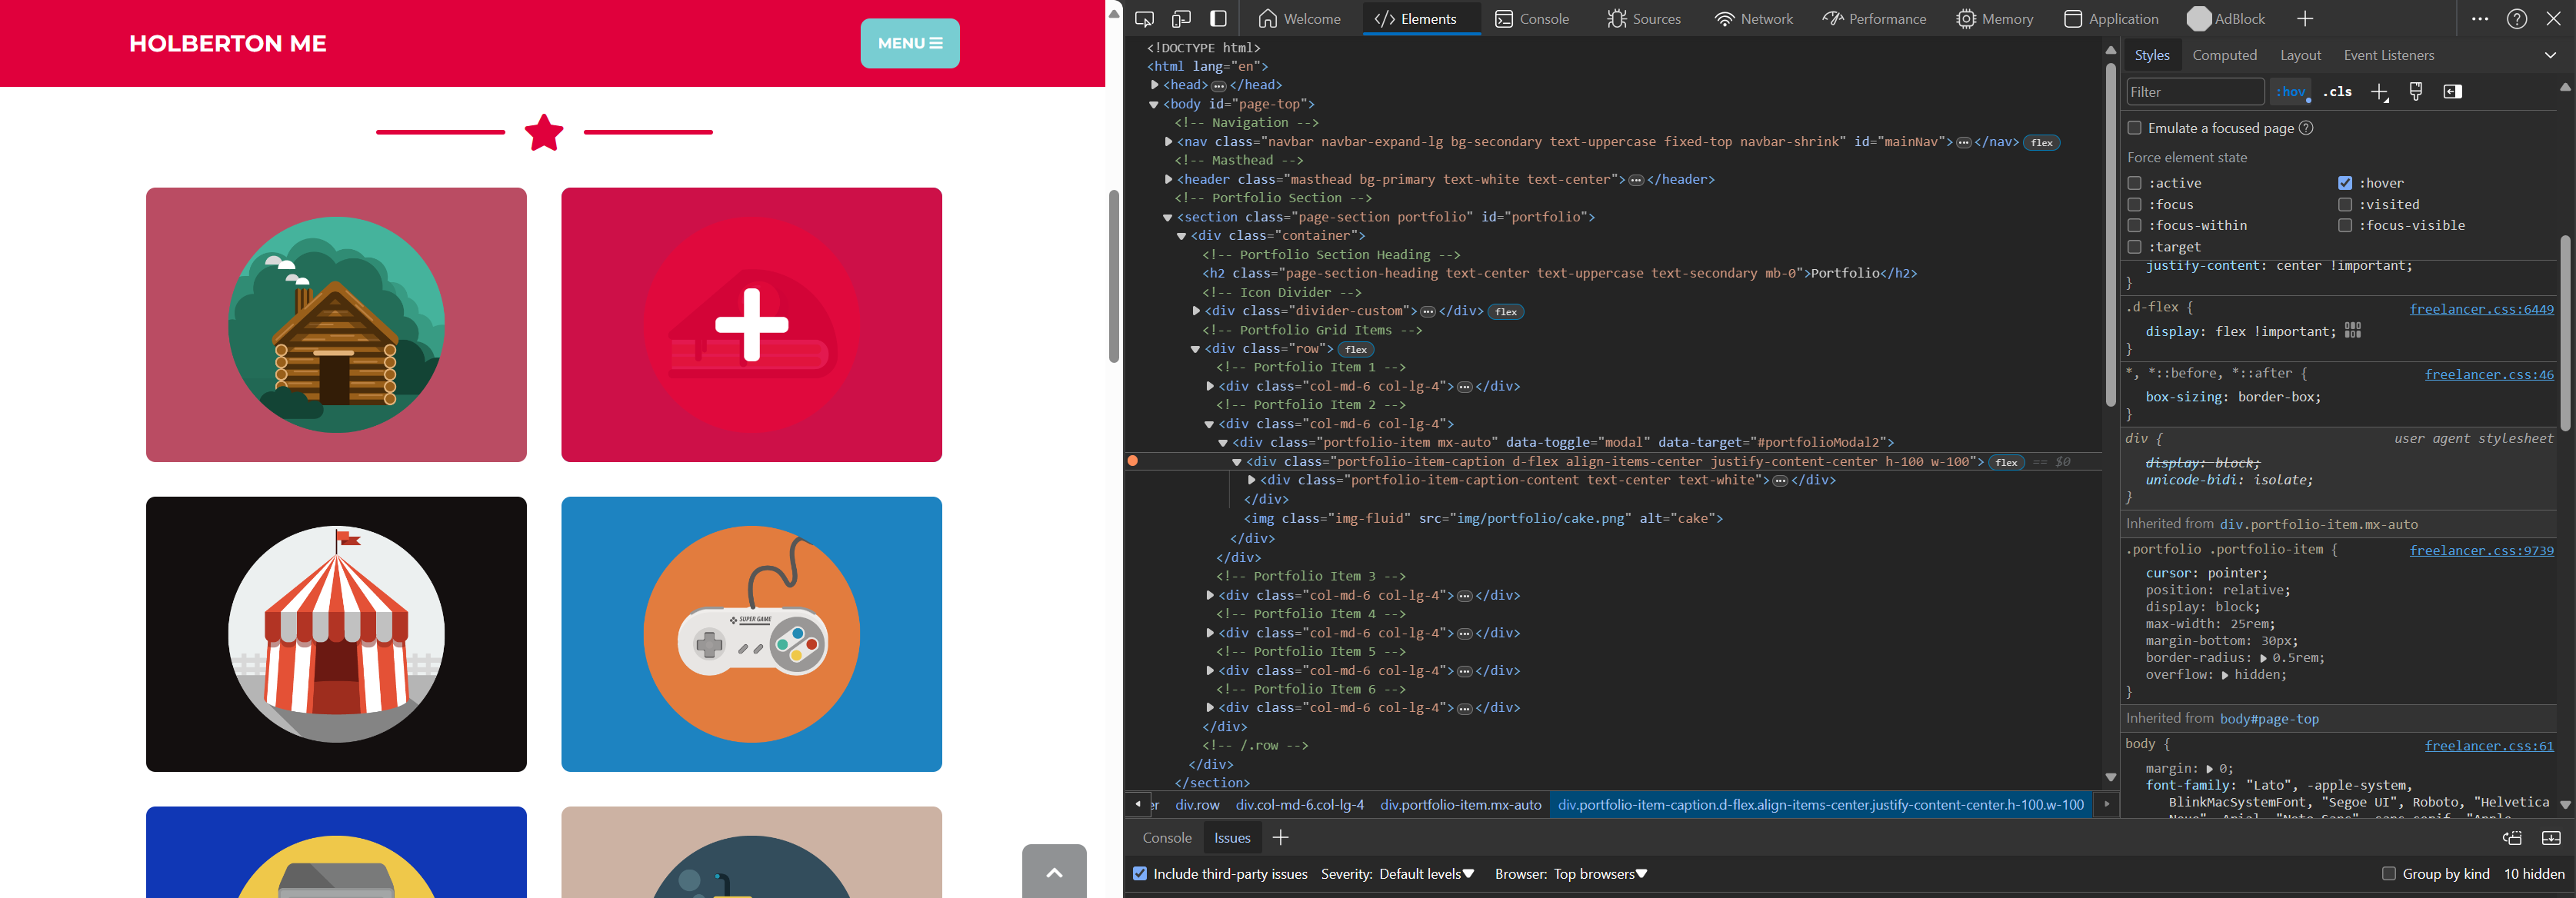 HOLBERTON ME
MENU
SUPER GAME
Welcome
</> Elements
Console
Sources
Network
Performance
Memory
Application
AdBlock
<!DOCTYPE html>
<html lang="en">
<head> ... </head>
<body id="page-top">
<!-- Navigation -->
<nav class="navbar navbar-expand-lg bg-secondary text-uppercase fixed-top navbar-shrink" id="mainNav"> ... </nav> flex
<!-- Masthead -->
<header class="masthead bg-primary text-white text-center"> ... </header>
<!-- Portfolio Section -->
<section class="page-section portfolio" id="portfolio">
<div class="container">
<!-- Portfolio Section Heading -->
<h2 class="page-section-heading text-center text-uppercase text-secondary mb-0">Portfolio</h2>
<!-- Icon Divider -->
<div class="divider-custom"> ... </div> flex
<!-- Portfolio Grid Items -->
<div class="row"> flex
<!-- Portfolio Item 1 -->
<div class="col-md-6 col-lg-4"> ... </div>
<!-- Portfolio Item 2 -->
<div class="col-md-6 col-lg-4">
<div class="portfolio-item mx-auto" data-toggle="modal" data-target="#portfolioModal2">
<div class="portfolio-item-caption d-flex align-items-center justify-content-center h-100 w-100"> flex == $0
<div class="portfolio-item-caption-content text-center text-white"> ... </div>
</div>
<img class="img-fluid" src="img/portfolio/cake.png" alt="cake">
</div>
</div>
<!-- Portfolio Item 3 -->
<div class="col-md-6 col-lg-4"> ... </div>
<!-- Portfolio Item 4 -->
<div class="col-md-6 col-lg-4"> ... </div>
<!-- Portfolio Item 5 -->
<div class="col-md-6 col-lg-4"> ... </div>
<!-- Portfolio Item 6 -->
<div class="col-md-6 col-lg-4"> ... </div>
</div>
<!-- /.row -->
</div>
</section>
er div.row div.col-md-6.col-lg-4 div.portfolio-item.mx-auto div.portfolio-item-caption.d-flex.align-items-center.justify-content-center.h-100.w-100
Styles Computed Layout Event Listeners
Filter :hov .cls
Emulate a focused page ?
Force element state
:active :hover
:focus :visited
:focus-within :focus-visible
:target
justify-content: center !important;
}
.d-flex { freelancer.css:6449
display: flex !important;
}
*, *::before, *::after { freelancer.css:46
box-sizing: border-box;
}
div { user agent stylesheet
display: block;
unicode-bidi: isolate;
}
Inherited from div.portfolio-item.mx-auto
.portfolio .portfolio-item { freelancer.css:9739
cursor: pointer;
position: relative;
display: block;
max-width: 25rem;
margin-bottom: 30px;
border-radius: 0.5rem;
overflow: hidden;
}
Inherited from body#page-top
body { freelancer.css:61
margin: 0;
font-family: "Lato", -apple-system,
BlinkMacSystemFont, "Segoe UI", Roboto, "Helvetica
Neue", Arial, "Noto Sans", sans-serif, "Apple
Console Issues
Include third-party issues Severity: Default levels Browser: Top browsers Group by kind 10 hidden